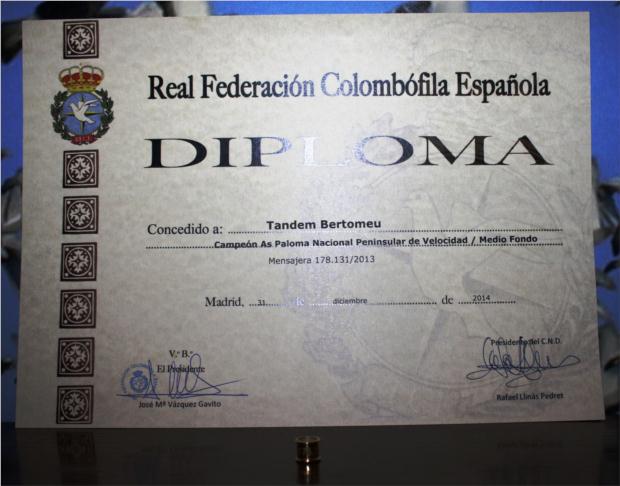 Real Federación Colombófila Española
DIPLOMA
Concedido a: Tandem Bertomeu
Campeón As Paloma Nacional Peninsular de Velocidad / Medio Fondo
Mensajera 178.131/2013
Madrid, 31 de diciembre de 2014
V.º B.º
El Presidente
José Mª Vázquez Gavito
Presidente del C.N.D.
Rafael Llinás Pedret